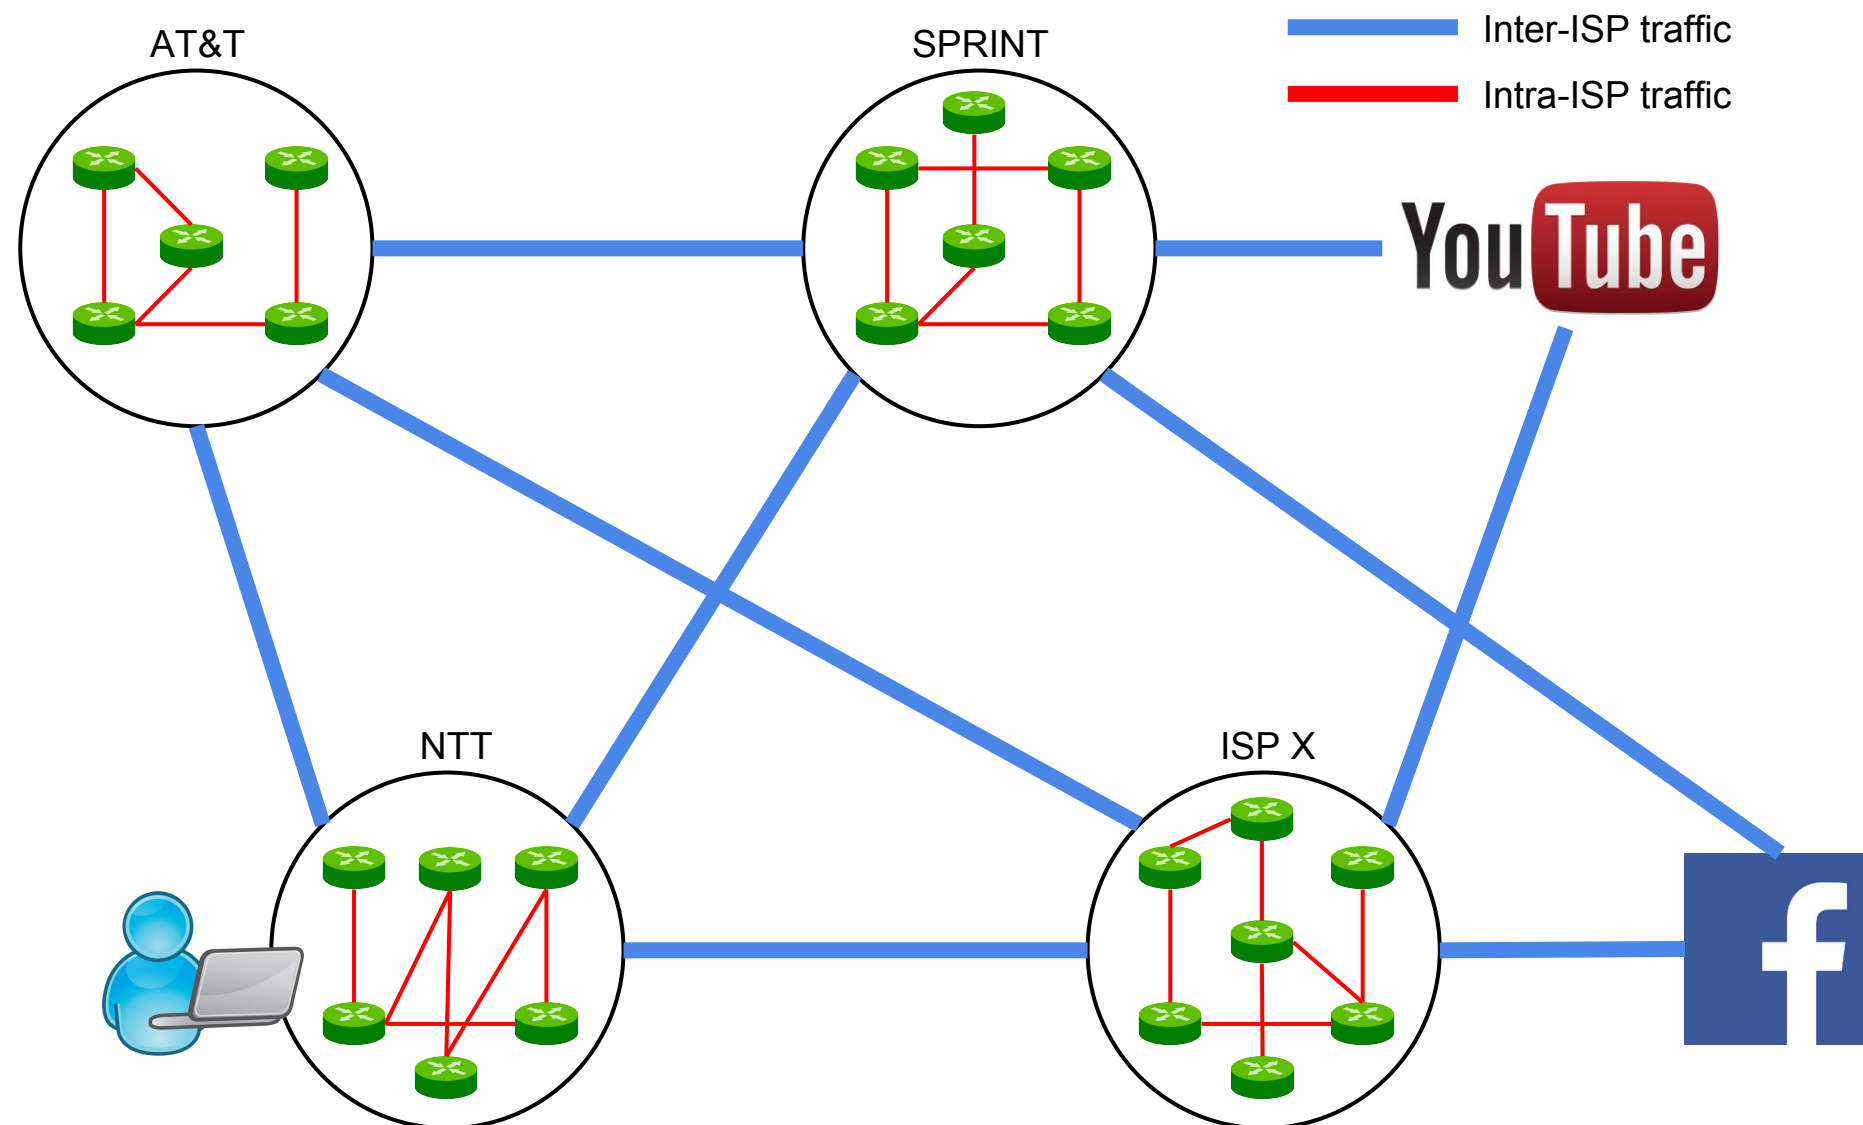 AT&T
SPRINT
Inter-ISP traffic
Intra-ISP traffic
YouTube
NTT
ISP X
f